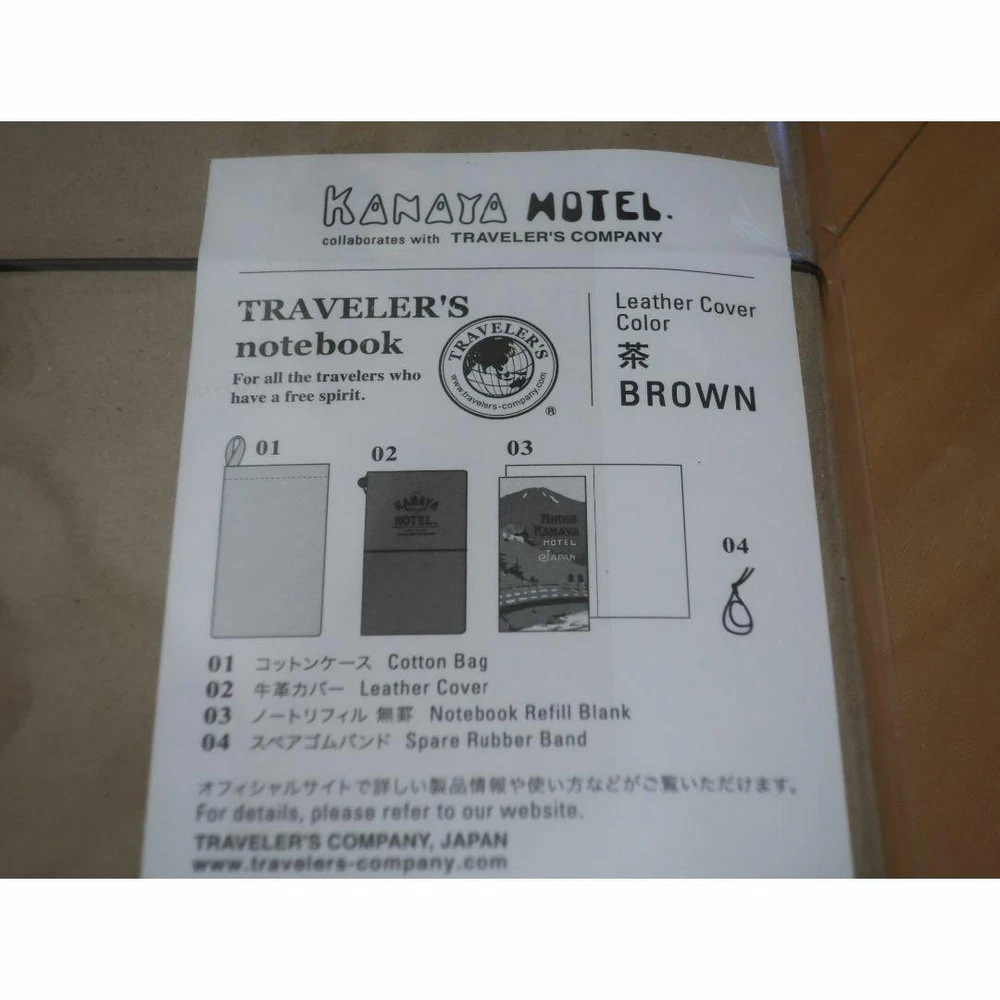 KANAYA HOTEL.
collaborates with TRAVELER'S COMPANY
TRAVELER'S
notebook
For all the travelers who
have a free spirit.
TRAVELER'S
www.travelers-company.com
®
Leather Cover
Color
茶
BROWN
01
02
03
04
KANAYA
HOTEL.
NIKKO
KANAYA
HOTEL
JAPAN
01 コットンケース Cotton Bag
02 牛革カバー Leather Cover
03 ノートリフィル 無罫 Notebook Refill Blank
04 スペアゴムバンド Spare Rubber Band
オフィシャルサイトで詳しい製品情報や使い方などがご覧いただけます。
For details, please refer to our website.
TRAVELER'S COMPANY, JAPAN
www.travelers-company.com